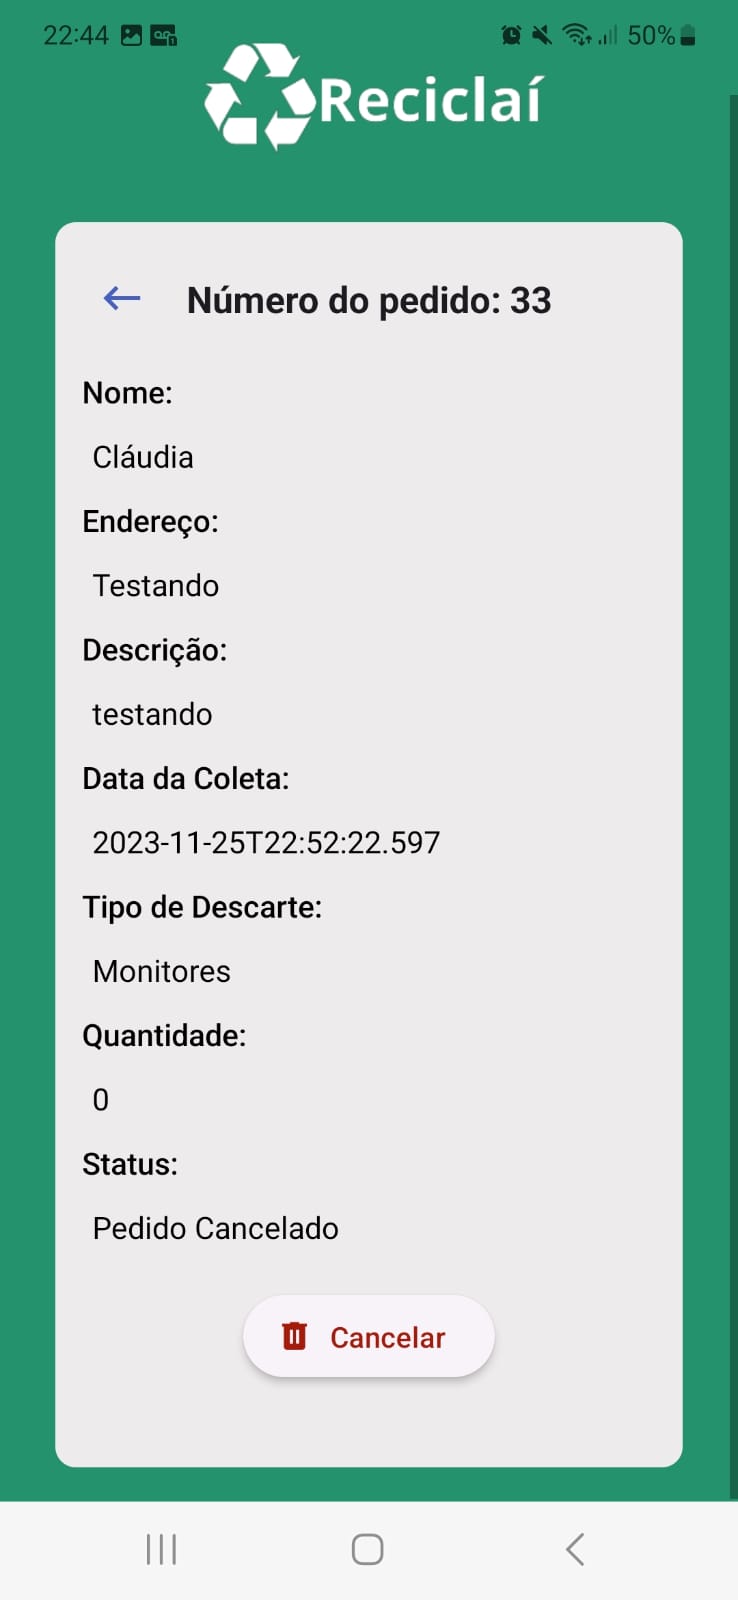 22:44 50%
Reciclaí
Número do pedido: 33
Nome:
Cláudia
Endereço:
Testando
Descrição:
testando
Data da Coleta:
2023-11-25T22:52:22.597
Tipo de Descarte:
Monitores
Quantidade:
0
Status:
Pedido Cancelado
Cancelar